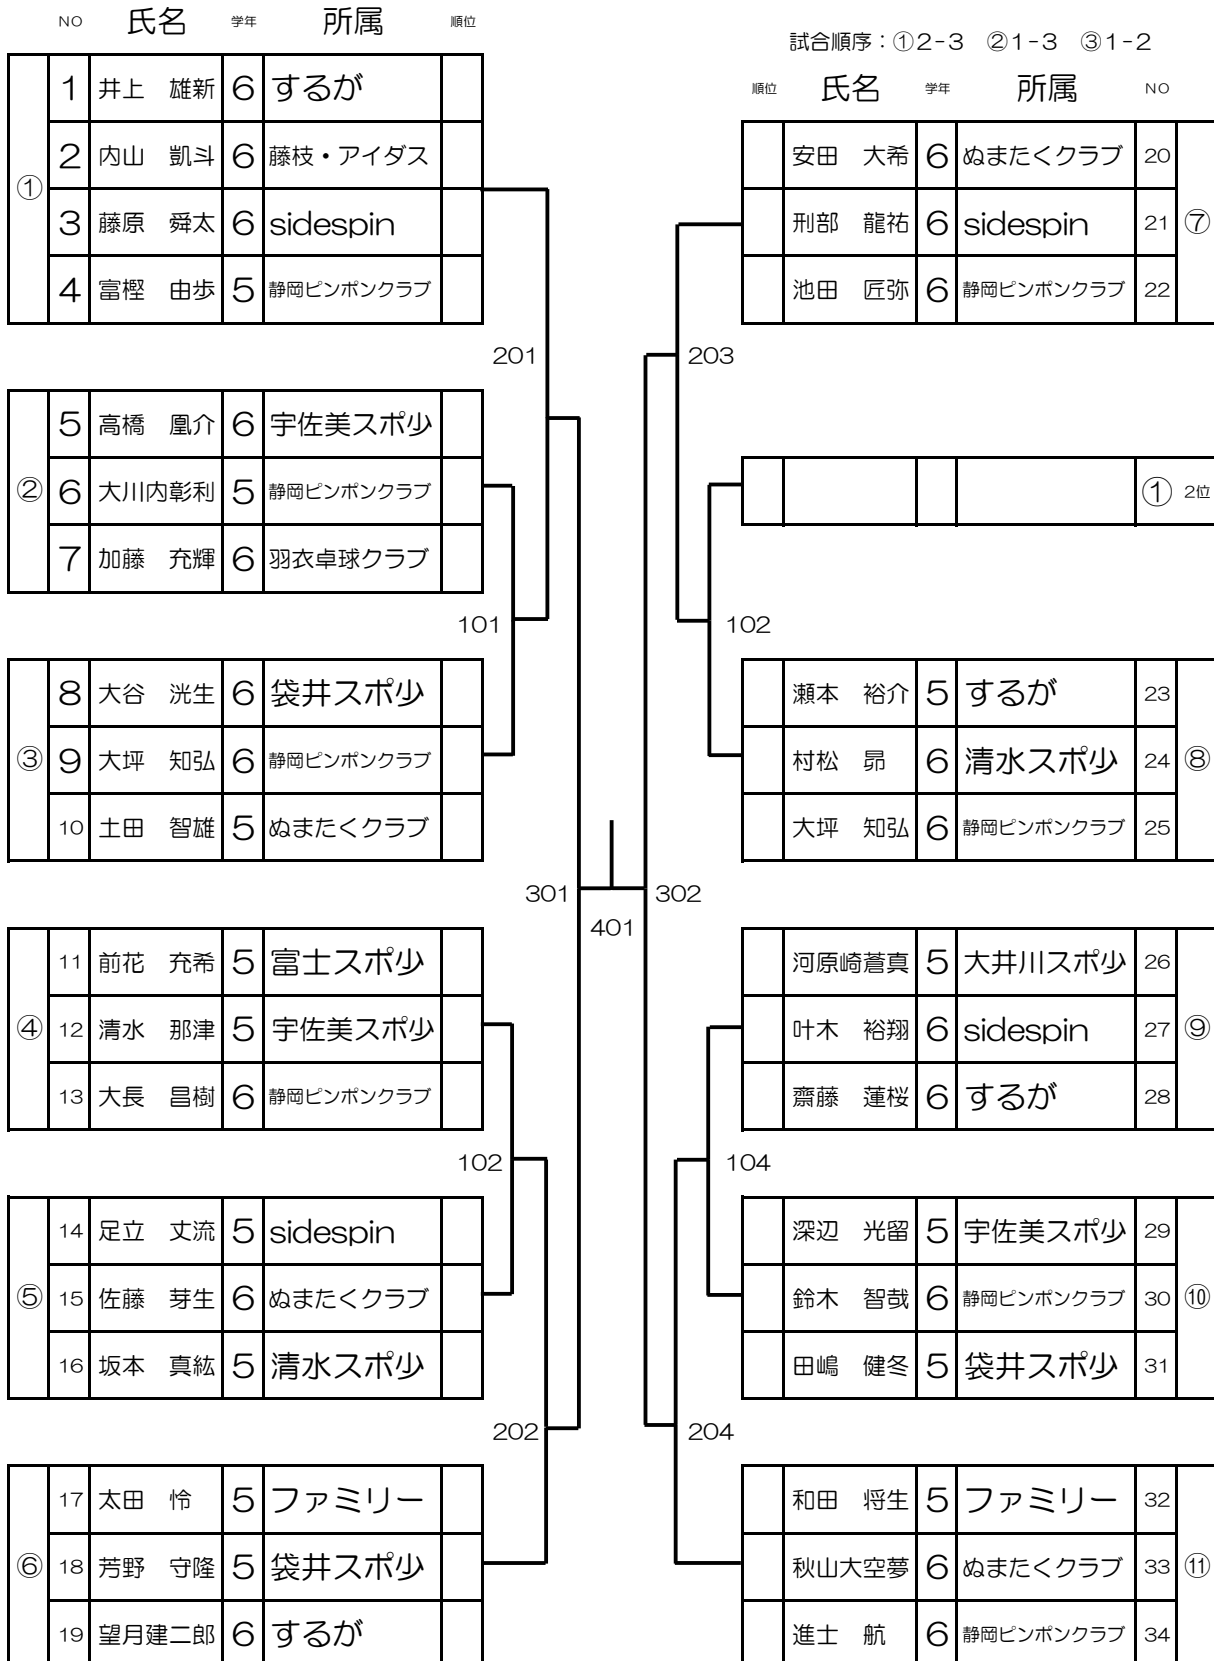 NO 氏名 学年 所属 順位
① 1 井上　雄新 6 するが
2 内山　凱斗 6 藤枝・アイダス
3 藤原　舜太 6 sidespin
4 富樫　由歩 5 静岡ピンポンクラブ
201
② 5 高橋　凰介 6 宇佐美スポ少
6 大川内彰利 5 静岡ピンポンクラブ
7 加藤　充輝 6 羽衣卓球クラブ
101
③ 8 大谷　洸生 6 袋井スポ少
9 大坪　知弘 6 静岡ピンポンクラブ
10 土田　智雄 5 ぬまたくクラブ
301
④ 11 前花　充希 5 富士スポ少
12 清水　那津 5 宇佐美スポ少
13 大長　昌樹 6 静岡ピンポンクラブ
102
⑤ 14 足立　丈流 5 sidespin
15 佐藤　芽生 6 ぬまたくクラブ
16 坂本　真紘 5 清水スポ少
202
⑥ 17 太田　怜 5 ファミリー
18 芳野　守隆 5 袋井スポ少
19 望月建二郎 6 するが
401
試合順序：①2-3　②1-3　③1-2
順位 氏名 学年 所属 NO
安田　大希 6 ぬまたくクラブ 20
刑部　龍祐 6 sidespin 21 ⑦
池田　匠弥 6 静岡ピンポンクラブ 22
203
① 2位
102
瀬本　裕介 5 するが 23
村松　昴 6 清水スポ少 24 ⑧
大坪　知弘 6 静岡ピンポンクラブ 25
302
河原崎蒼真 5 大井川スポ少 26
叶木　裕翔 6 sidespin 27 ⑨
齋藤　蓮桜 6 するが 28
104
深辺　光留 5 宇佐美スポ少 29
鈴木　智哉 6 静岡ピンポンクラブ 30 ⑩
田嶋　健冬 5 袋井スポ少 31
204
和田　将生 5 ファミリー 32
秋山大空夢 6 ぬまたくクラブ 33 ⑪
進士　航 6 静岡ピンポンクラブ 34